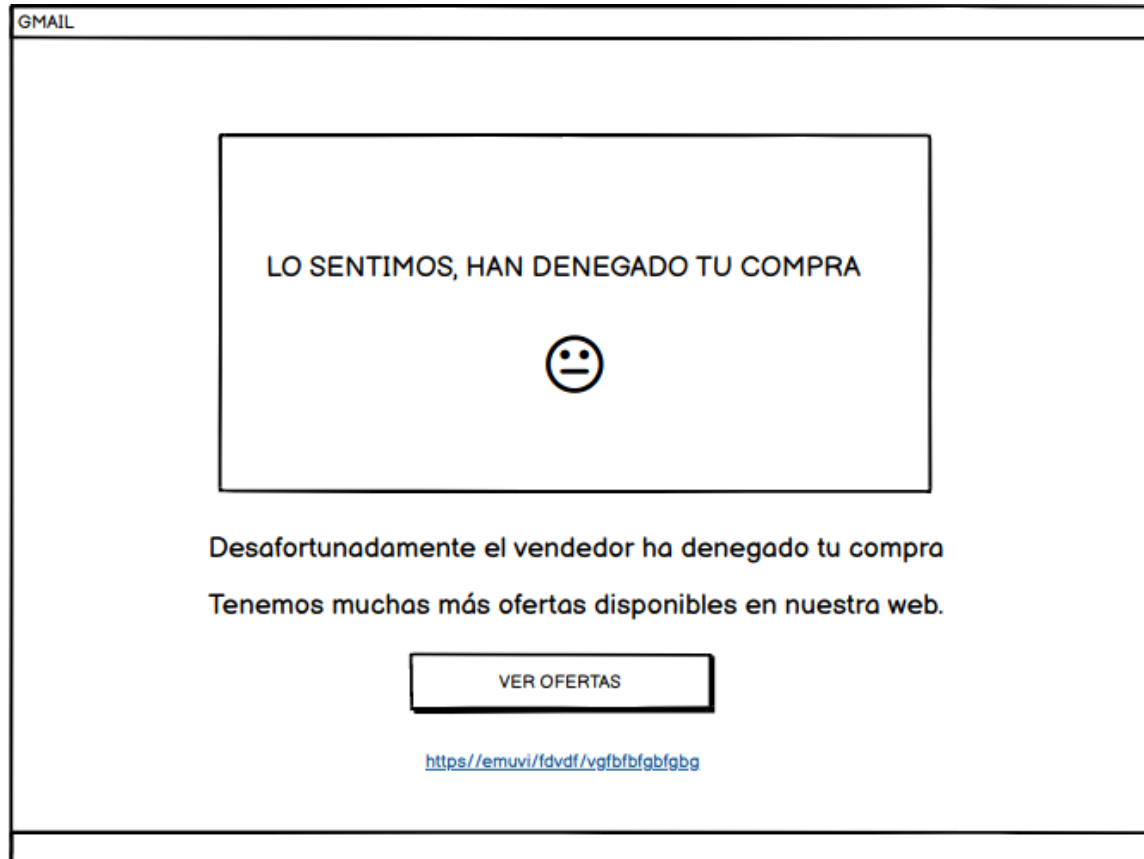 GMAIL
LO SENTIMOS, HAN DENEGADO TU COMPRA
Desafortunadamente el vendedor ha denegado tu compra
Tenemos muchas más ofertas disponibles en nuestra web.
VER OFERTAS
https//emuvi/fdvdf/vgfbfbfgbfgbg